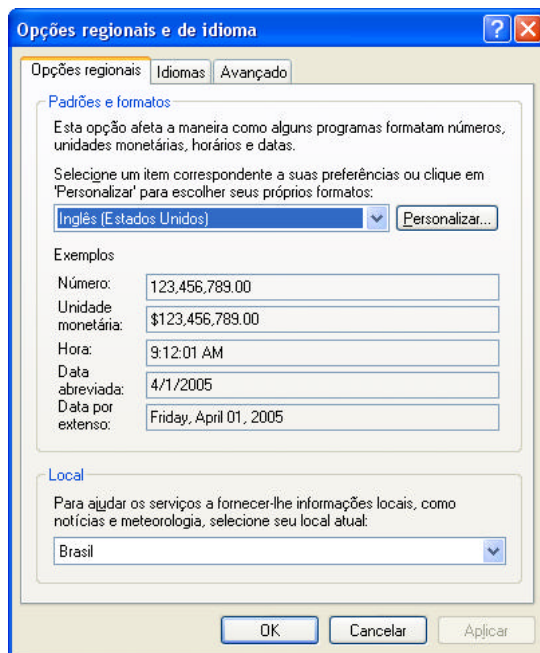 Opções regionais e de idioma
Opções regionais
Idiomas
Avançado
Padrões e formatos
Esta opção afeta a maneira como alguns programas formatam números,
unidades monetárias, horários e datas.
Selecione um item correspondente a suas preferências ou clique em
'Personalizar' para escolher seus próprios formatos:
Inglês (Estados Unidos)
Personalizar...
Exemplos
Número:
123,456,789.00
Unidade
monetária:
$123,456,789.00
Hora:
9:12:01 AM
Data
abreviada:
4/1/2005
Data por
extenso:
Friday, April 01, 2005
Local
Para ajudar os serviços a fornecer-lhe informações locais, como
notícias e meteorologia, selecione seu local atual:
Brasil
OK
Cancelar
Aplicar